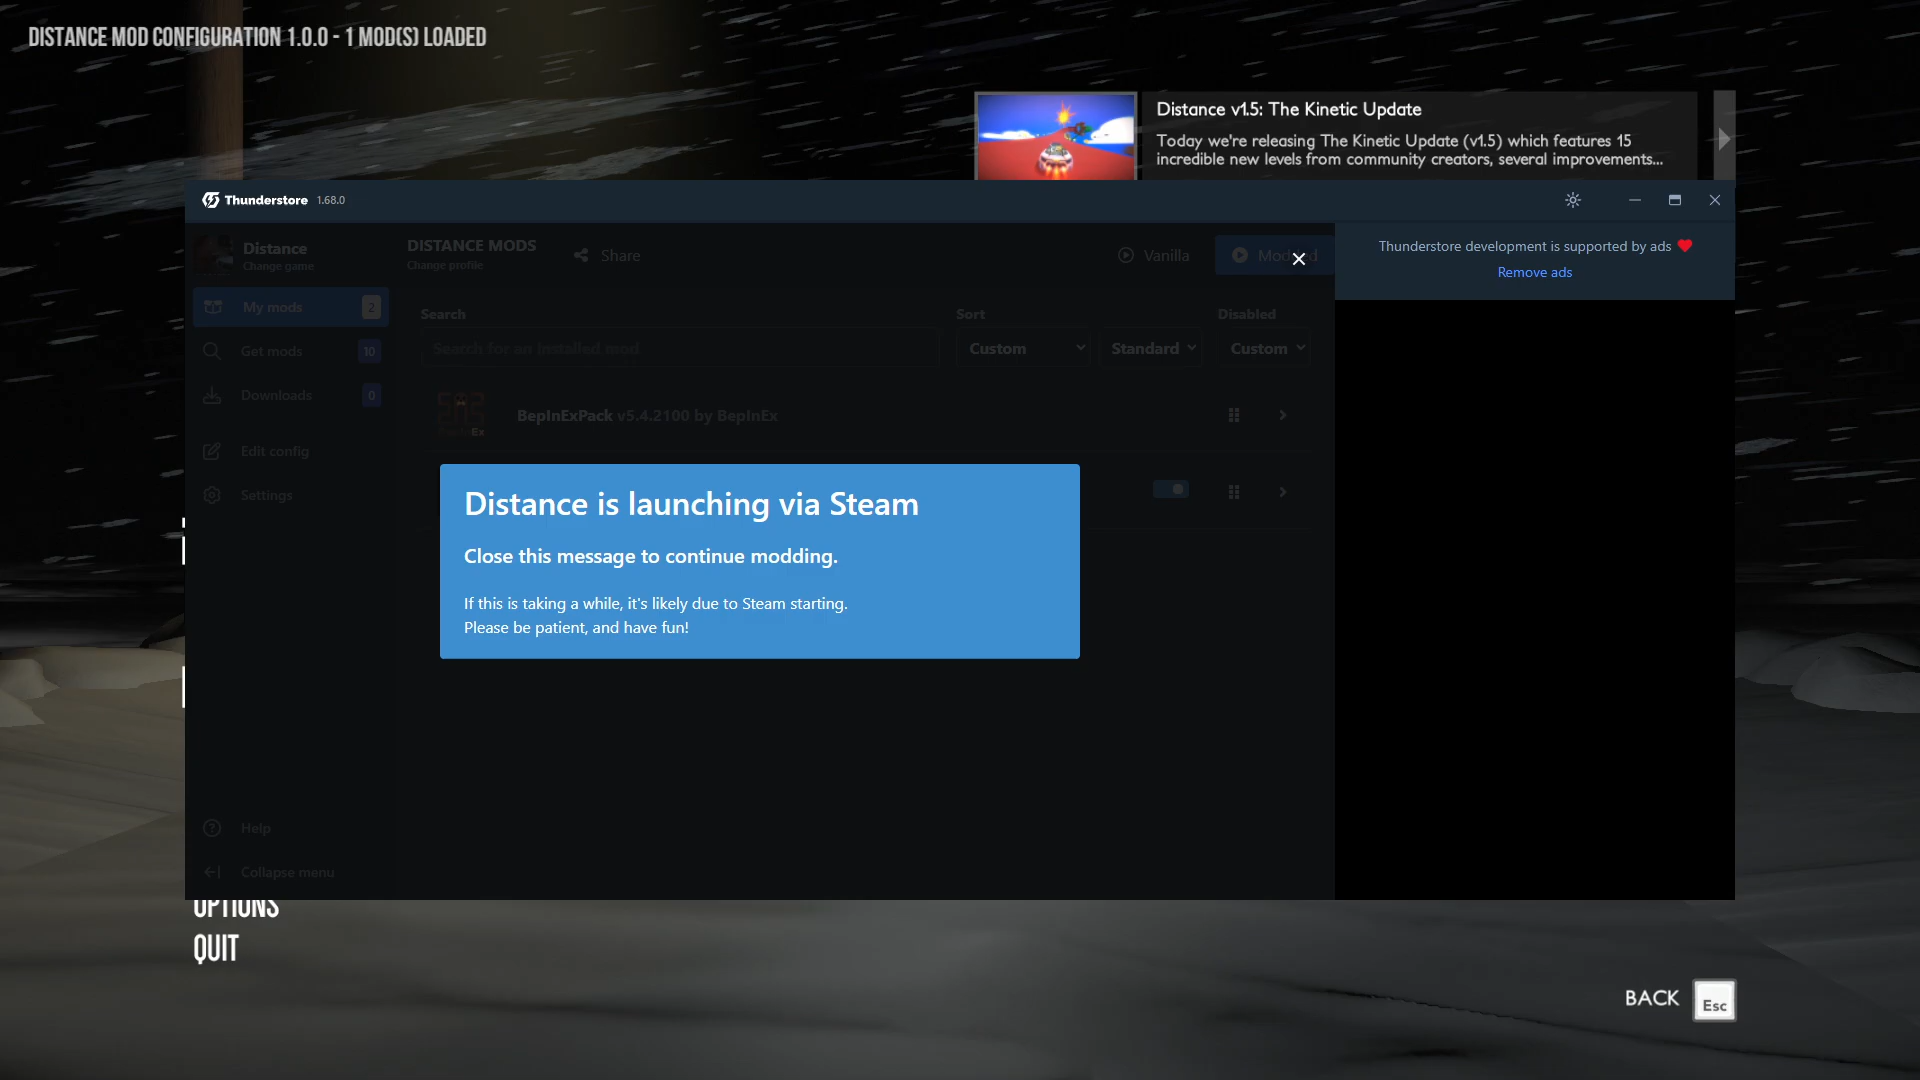 DISTANCE MOD CONFIGURATION 1.0.0 - 1 MOD(S) LOADED
Distance v1.5: The Kinetic Update
Today we're releasing The Kinetic Update (v1.5) which features 15
incredible new levels from community creators, several improvements...
Thunderstore 1.68.0
Distance
Change game
DISTANCE MODS
Change profile
Share
Vanilla
Thunderstore development is supported by ads
Remove ads
My mods 2
Get mods 10
Downloads 0
Edit config
Settings
Search
Search for an installed mod
Sort
Custom
Standard
Disabled
Custom
BepInExPack v5.4.2100 by BepInEx
Ex
Distance is launching via Steam
Close this message to continue modding.
If this is taking a while, it's likely due to Steam starting.
Please be patient, and have fun!
Help
Collapse menu
OPTIONS
QUIT
BACK Esc